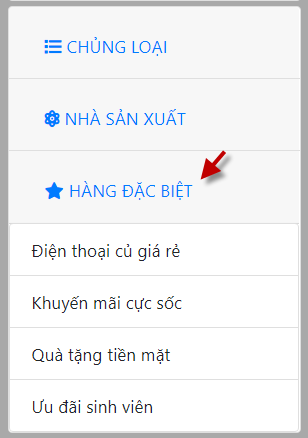 CHỦNG LOẠI
NHÀ SẢN XUẤT
HÀNG ĐẶC BIỆT
Điện thoại củ giá rẻ
Khuyến mãi cực sốc
Quà tặng tiền mặt
Ưu đãi sinh viên